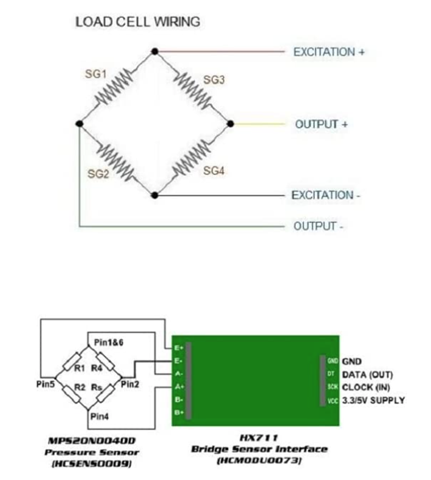 LOAD CELL WIRING
EXCITATION +
SG1
SG3
OUTPUT +
SG2
SG4
EXCITATION -
OUTPUT -
Pin1&6
E+
E-
A-
A+
B-
B+
R1
R4
Pin5
R2
Rs
Pin2
Pin4
GND GND
DT DATA (OUT)
SCK CLOCK (IN)
VCC 3.3/5V SUPPLY
MPS20N0040D
Pressure Sensor
(HCSENS0009)
HX711
Bridge Sensor Interface
(HCMODU0073)